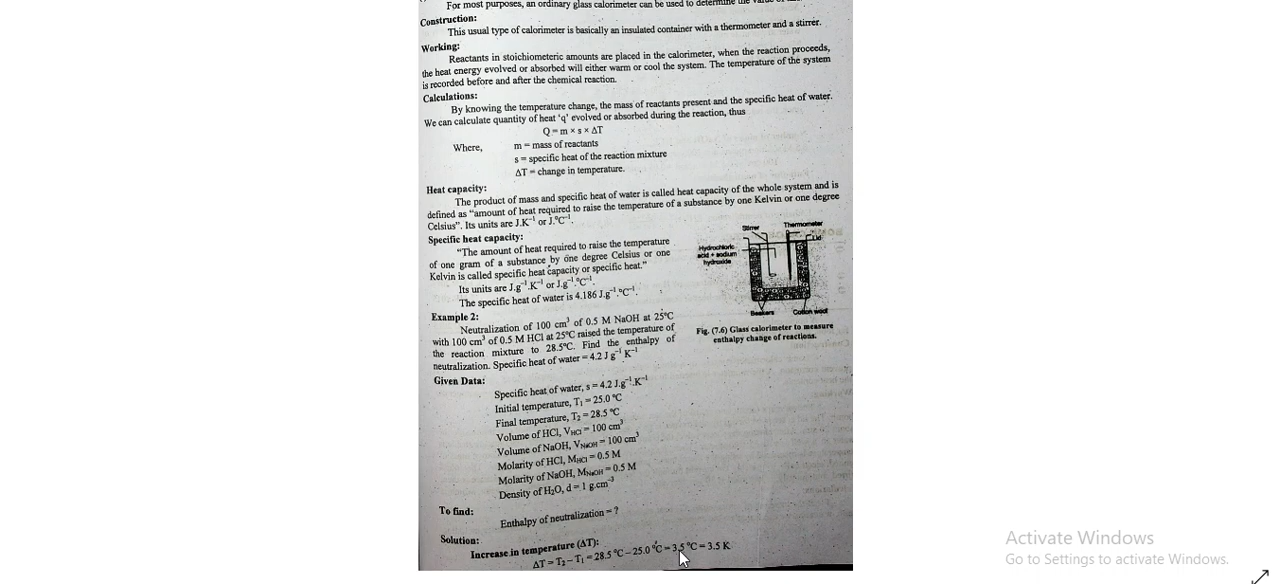 For most purposes, an ordinary glass calorimeter can be used to determine the value of
Construction:
This usual type of calorimeter is basically an insulated container with a thermometer and a stirrer.
Working:
Reactants in stoichiometeric amounts are placed in the calorimeter, when the reaction proceeds,
the heat energy evolved or absorbed will either warm or cool the system. The temperature of the system
is recorded before and after the chemical reaction.
Calculations:
By knowing the temperature change, the mass of reactants present and the specific heat of water.
We can calculate quantity of heat 'q' evolved or absorbed during the reaction, thus
Q = m × s × ΔT
Where, m = mass of reactants
s = specific heat of the reaction mixture
ΔT = change in temperature.
Heat capacity:
The product of mass and specific heat of water is called heat capacity of the whole system and is
defined as "amount of heat required to raise the temperature of a substance by one Kelvin or one degree
Celsius". Its units are J.K⁻¹ or J.°C⁻¹.
Specific heat capacity:
"The amount of heat required to raise the temperature
of one gram of a substance by one degree Celsius or one
Kelvin is called specific heat capacity or specific heat."
Its units are J.g⁻¹.K⁻¹ or J.g⁻¹.°C⁻¹.
The specific heat of water is 4.186 J.g⁻¹.°C⁻¹.
Stirrer
Thermometer
Lid
Hydrochloric
acid + sodium
hydroxide
Beakers
Cotton wool
Fig. (7.6) Glass calorimeter to measure
enthalpy change of reactions.
Example 2:
Neutralization of 100 cm³ of 0.5 M NaOH at 25°C
with 100 cm³ of 0.5 M HCl at 25°C raised the temperature of
the reaction mixture to 28.5°C. Find the enthalpy of
neutralization. Specific heat of water = 4.2 J g⁻¹ K⁻¹
Given Data:
Specific heat of water, s = 4.2 J.g⁻¹.K⁻¹
Initial temperature, T₁ = 25.0 °C
Final temperature, T₂ = 28.5 °C
Volume of HCl, V_HCl = 100 cm³
Volume of NaOH, V_NaOH = 100 cm³
Molarity of HCl, M_HCl = 0.5 M
Molarity of NaOH, M_NaOH = 0.5 M
Density of H₂O, d = 1 g.cm⁻³
To find:
Enthalpy of neutralization = ?
Solution:
Increase in temperature (ΔT):
ΔT = T₂ – T₁ = 28.5 °C – 25.0 °C = 3.5 °C = 3.5 K
Activate Windows
Go to Settings to activate Windows.